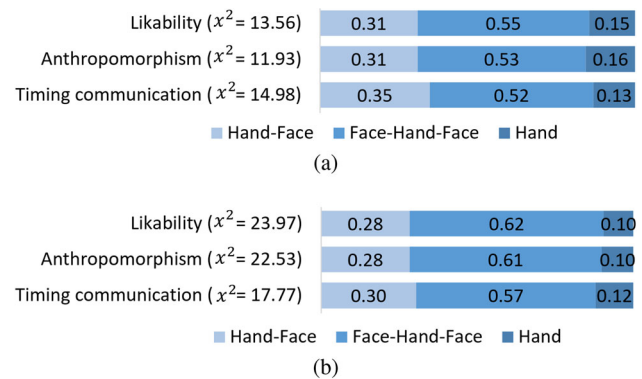 Likability (x² = 13.56) 0.31 0.55 0.15
Anthropomorphism (x² = 11.93) 0.31 0.53 0.16
Timing communication (x² = 14.98) 0.35 0.52 0.13
Hand-Face Face-Hand-Face Hand
(a)
Likability (x² = 23.97) 0.28 0.62 0.10
Anthropomorphism (x² = 22.53) 0.28 0.61 0.10
Timing communication (x² = 17.77) 0.30 0.57 0.12
Hand-Face Face-Hand-Face Hand
(b)